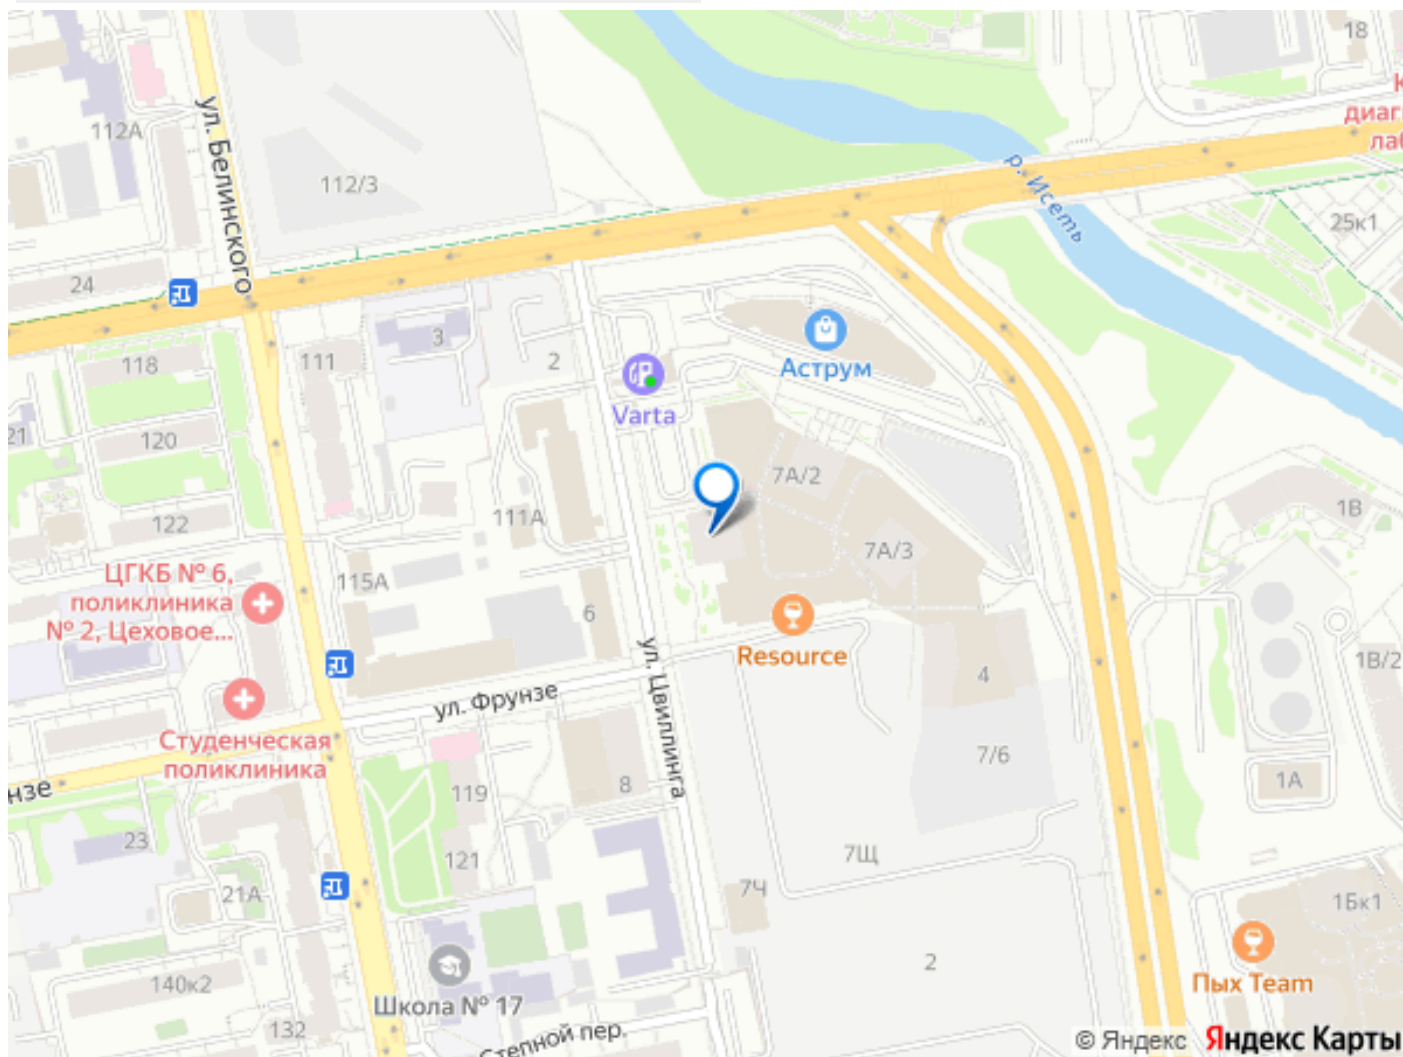 18
К
диаг
лаб
112А
ул. Белинского
112/3
р. Исеть
25к1
24
3
118
111
2
Аструм
Varta
21
120
7А/2
1В
122
111А
7А/3
ЦГКБ № 6,
поликлиника
№ 2, Цеховое...
115А
6
ул. Цвиллинга
Resource
1В/2
4
ул. Фрунзе
Студенческая
поликлиника
7/6
нзе
119
8
1А
23
121
7Щ
21А
7Ч
1Бк1
2
140к2
Школа № 17
Пых Team
132
Степной пер.
© Яндекс Яндекс Карты